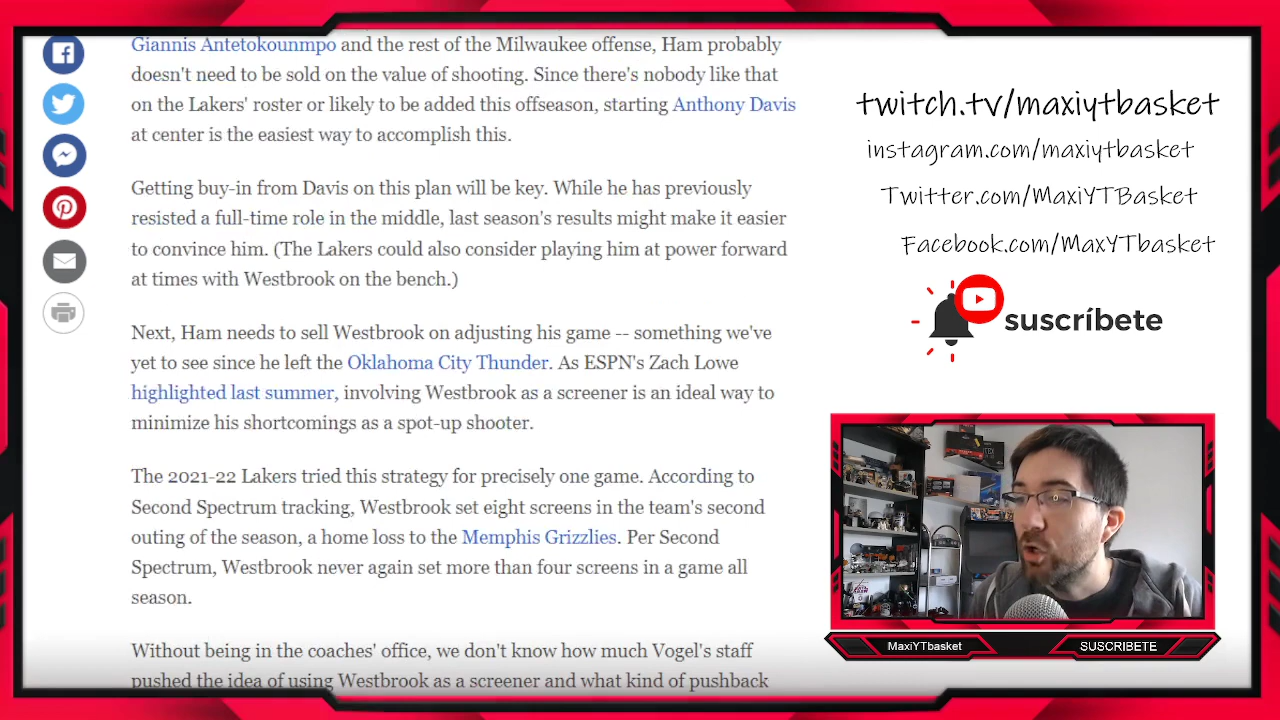 Giannis Antetokounmpo and the rest of the Milwaukee offense, Ham probably
doesn't need to be sold on the value of shooting. Since there's nobody like that
on the Lakers' roster or likely to be added this offseason, starting Anthony Davis
at center is the easiest way to accomplish this.
Getting buy-in from Davis on this plan will be key. While he has previously
resisted a full-time role in the middle, last season's results might make it easier
to convince him. (The Lakers could also consider playing him at power forward
at times with Westbrook on the bench.)
Next, Ham needs to sell Westbrook on adjusting his game -- something we've
yet to see since he left the Oklahoma City Thunder. As ESPN's Zach Lowe
highlighted last summer, involving Westbrook as a screener is an ideal way to
minimize his shortcomings as a spot-up shooter.
The 2021-22 Lakers tried this strategy for precisely one game. According to
Second Spectrum tracking, Westbrook set eight screens in the team's second
outing of the season, a home loss to the Memphis Grizzlies. Per Second
Spectrum, Westbrook never again set more than four screens in a game all
season.
Without being in the coaches' office, we don't know how much Vogel's staff
pushed the idea of using Westbrook as a screener and what kind of pushback
twitch.tv/maxiytbasket
instagram.com/maxiytbasket
Twitter.com/MaxiYTBasket
Facebook.com/MaxYTbasket
suscríbete
MaxiYTbasket
SUSCRIBETE